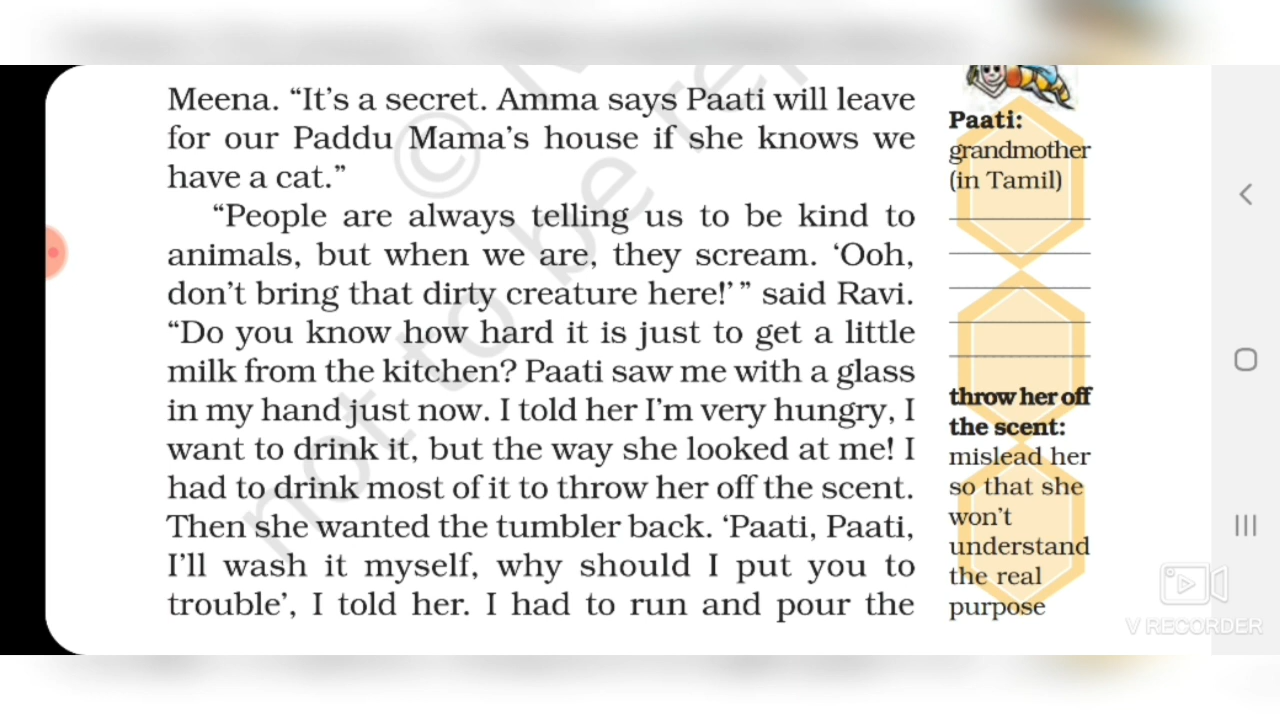 Meena. “It’s a secret. Amma says Paati will leave
for our Paddu Mama’s house if she knows we
have a cat.”
“People are always telling us to be kind to
animals, but when we are, they scream. ‘Ooh,
don’t bring that dirty creature here!’ ” said Ravi.
“Do you know how hard it is just to get a little
milk from the kitchen? Paati saw me with a glass
in my hand just now. I told her I’m very hungry, I
want to drink it, but the way she looked at me! I
had to drink most of it to throw her off the scent.
Then she wanted the tumbler back. ‘Paati, Paati,
I’ll wash it myself, why should I put you to
trouble’, I told her. I had to run and pour the
Paati:
grandmother
(in Tamil)
throw her off
the scent:
mislead her
so that she
won’t
understand
the real
purpose
©
not to be
V RECORDER